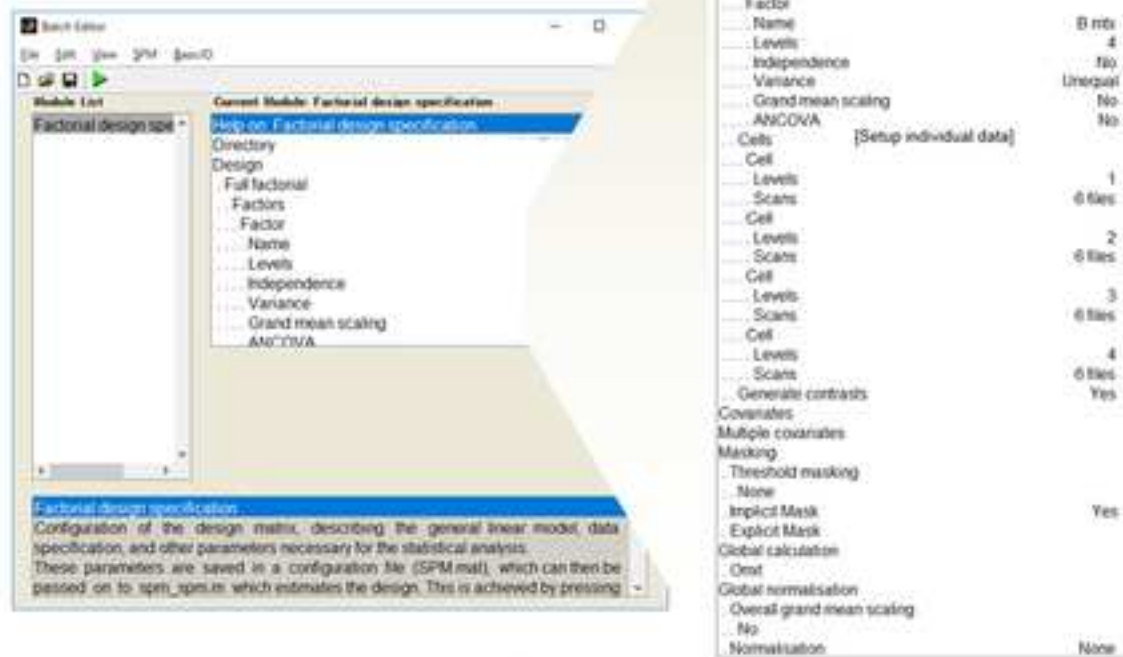 Batch Editor
File Edit View SPM BasicIO
Module List
Current Module: Factorial design specification
Factorial design spe
Help on: Factorial design specification
Directory
Design
. Full factorial
. . Factors
. . . Factor
. . . . Name
. . . . Levels
. . . . Independence
. . . . Variance
. . . . Grand mean scaling
. . . . ANCOVA
Factorial design specification
Configuration of the design matrix, describing the general linear model, data
specification, and other parameters necessary for the statistical analysis.
These parameters are saved in a configuration file (SPM.mat), which can then be
passed on to spm_spm.m which estimates the design. This is achieved by pressing
Factor
. . . . Name B mtx
. . . . Levels 4
. . . . Independence No
. . . . Variance Unequal
. . . . Grand mean scaling No
. . . . ANCOVA No
. . Cells [Setup individual data]
. . . Cell
. . . . Levels 1
. . . . Scans 6 files
. . . Cell
. . . . Levels 2
. . . . Scans 6 files
. . . Cell
. . . . Levels 3
. . . . Scans 6 files
. . . Cell
. . . . Levels 4
. . . . Scans 6 files
. . Generate contrasts Yes
Covariates
Multiple covariates
Masking
. Threshold masking
. . None
. Implicit Mask Yes
. Explicit Mask
Global calculation
. Omit
Global normalisation
. Overall grand mean scaling
. . No
. Normalisation None